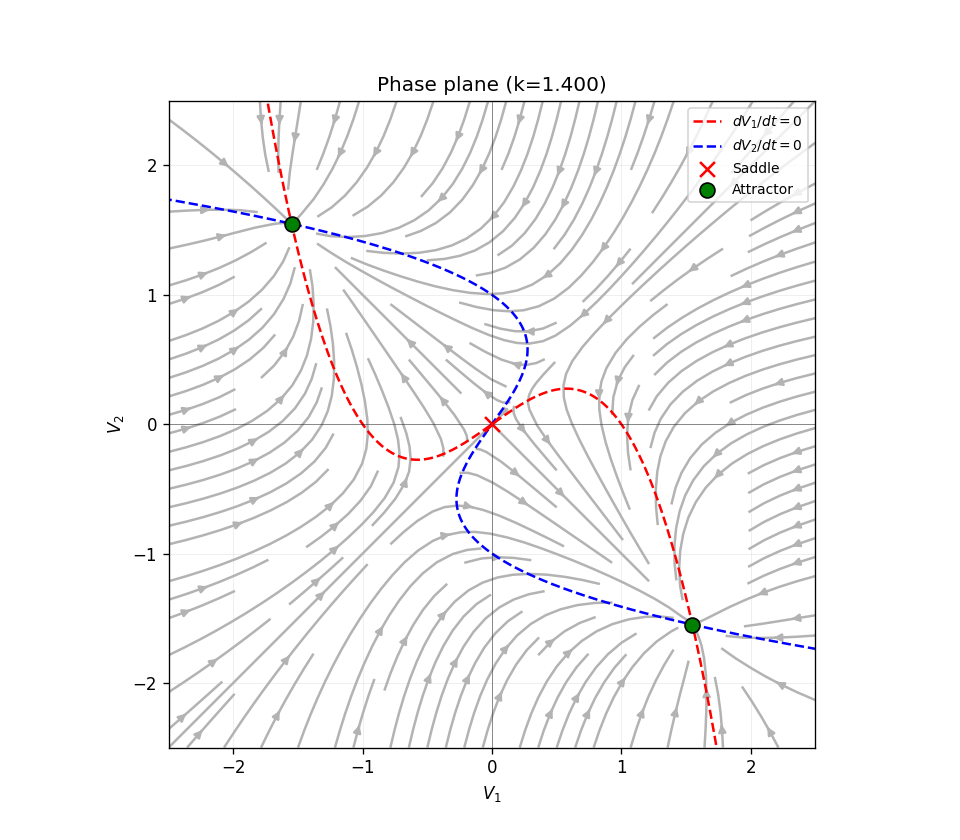 Phase plane (k=1.400)
dV₁/dt = 0
dV₂/dt = 0
Saddle
Attractor
V₂
2
1
0
−1
−2
−2 −1 0 1 2
V₁